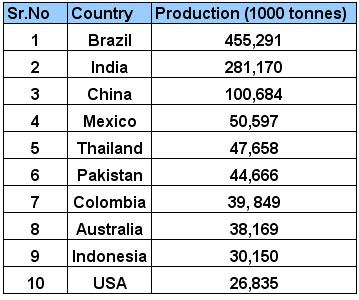 Sr.No Country Production (1000 tonnes)
1 Brazil 455,291
2 India 281,170
3 China 100,684
4 Mexico 50,597
5 Thailand 47,658
6 Pakistan 44,666
7 Colombia 39, 849
8 Australia 38,169
9 Indonesia 30,150
10 USA 26,835